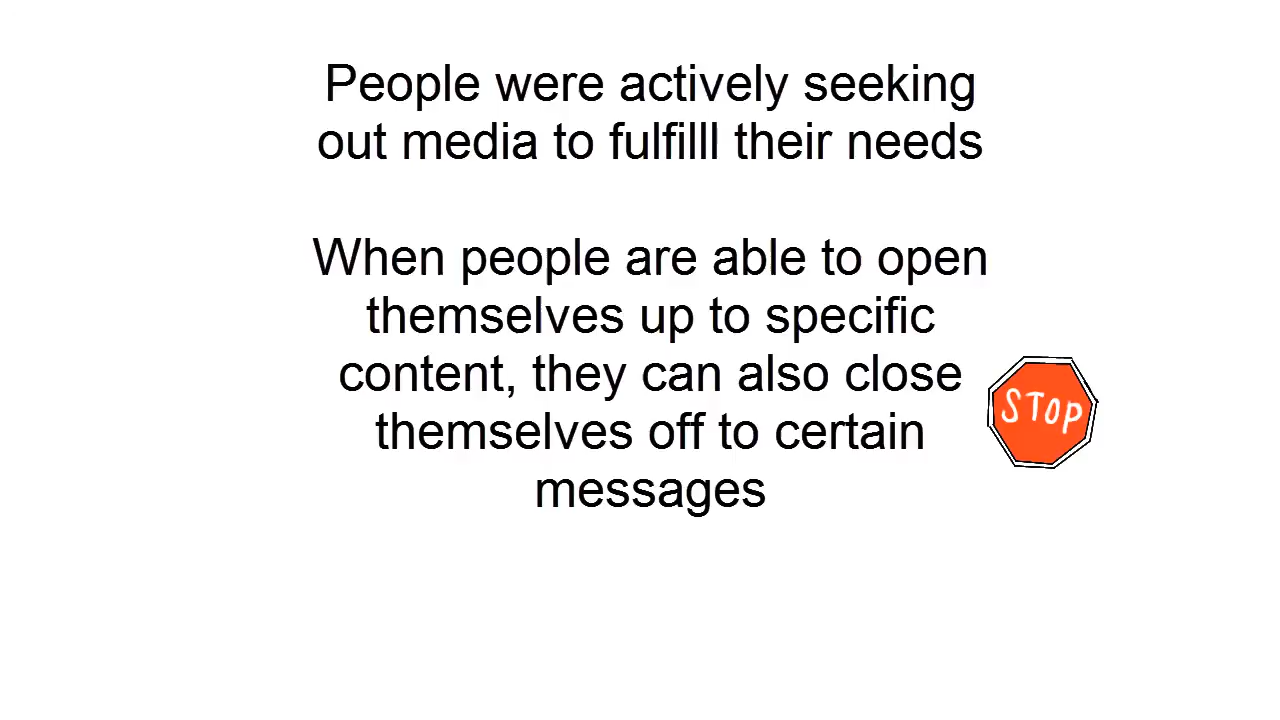 People were actively seeking
out media to fulfilll their needs
When people are able to open
themselves up to specific
content, they can also close
themselves off to certain
messages
STOP